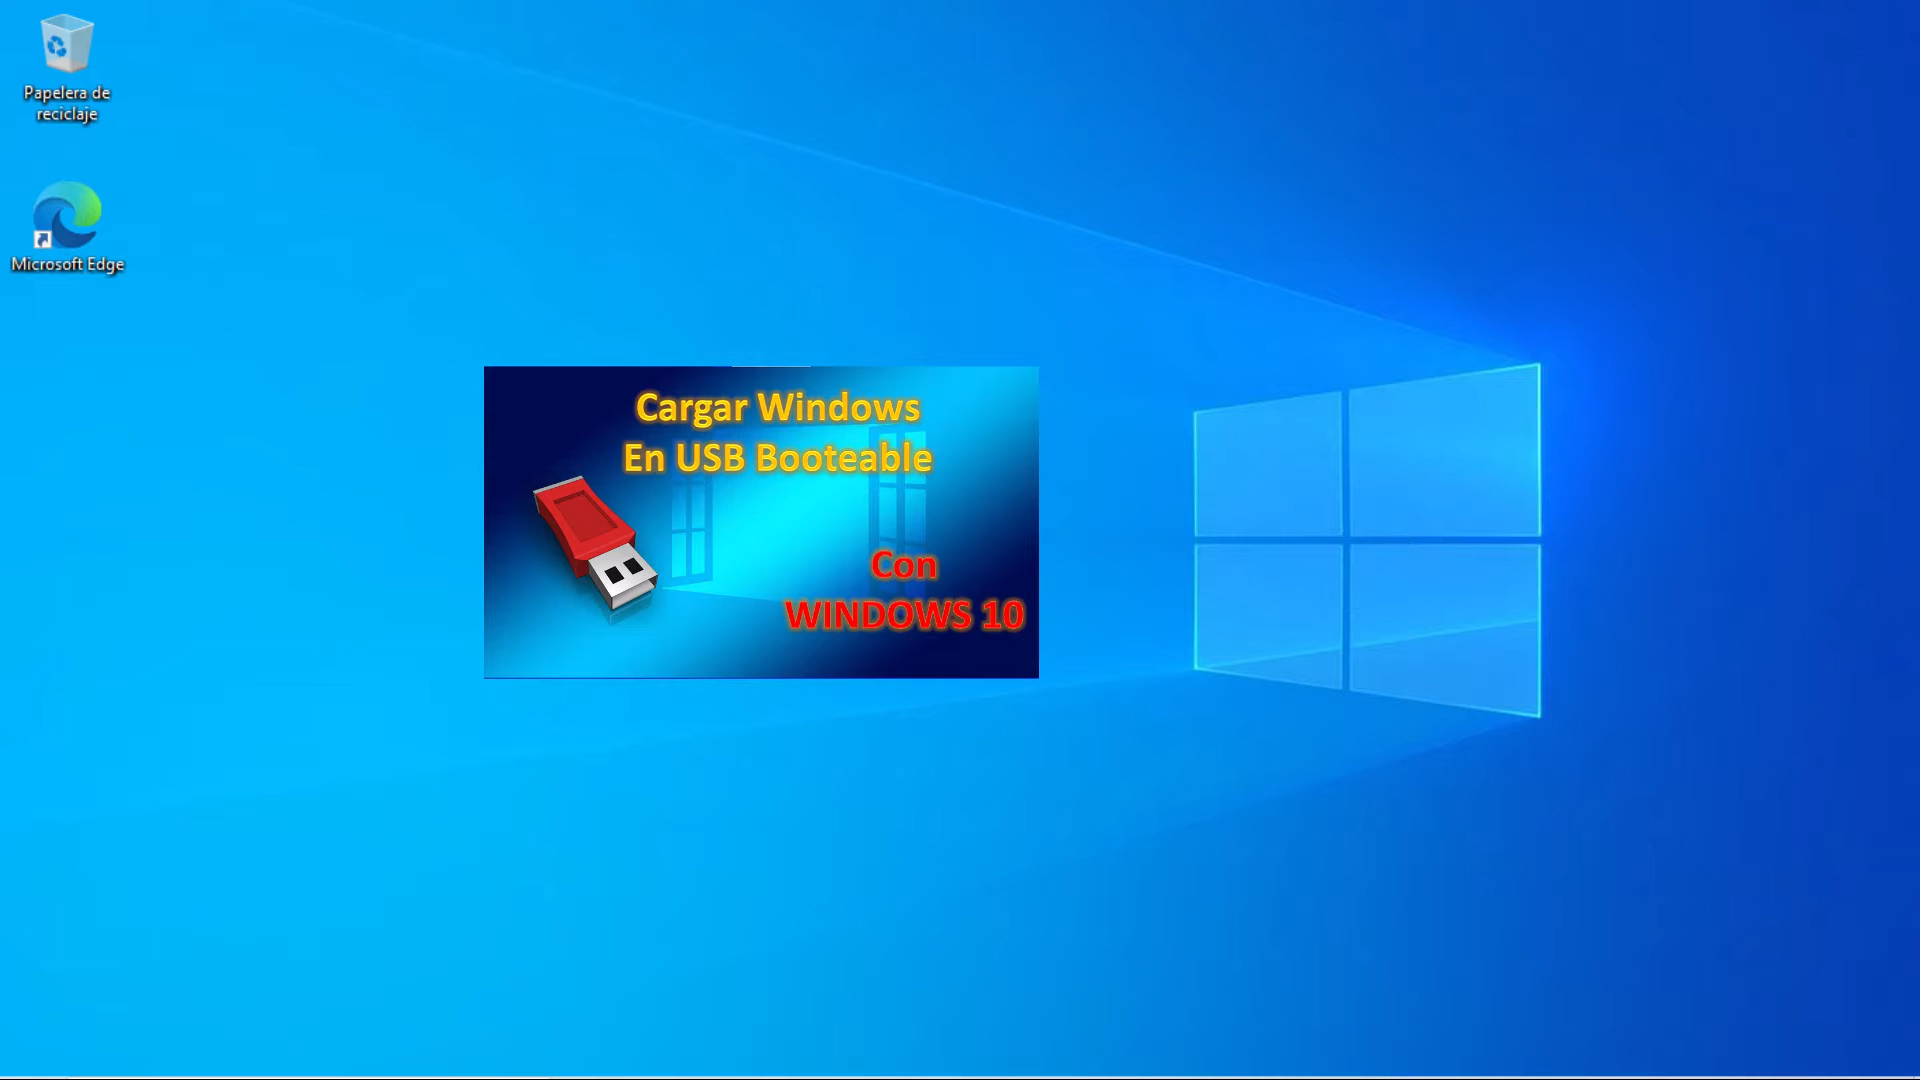 Papelera de
reciclaje
Microsoft Edge
Cargar Windows
En USB Booteable
Con
WINDOWS 10